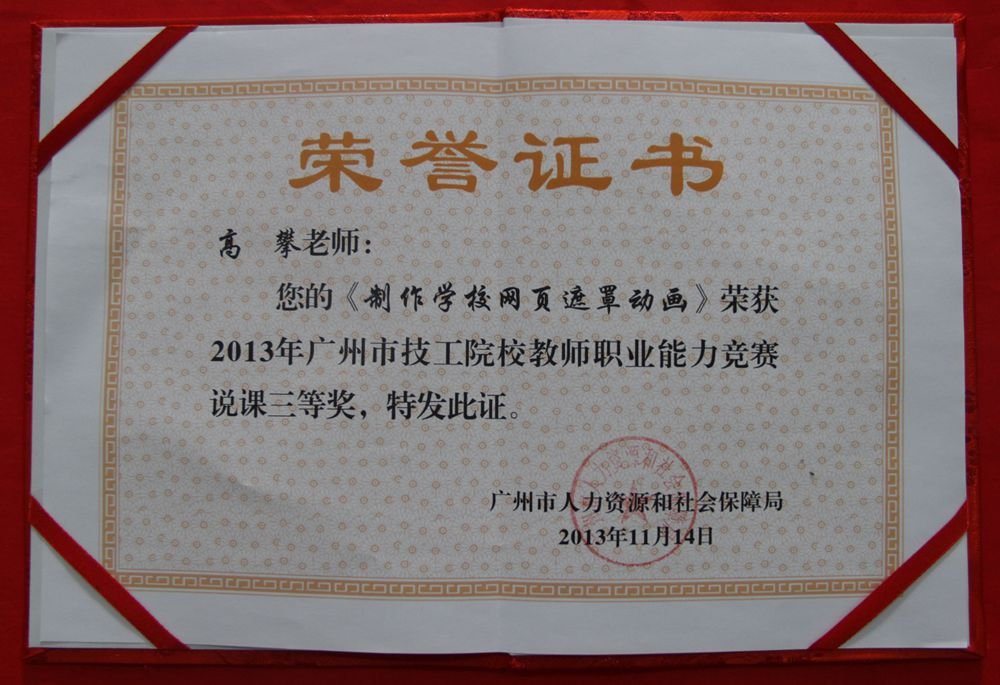 荣誉证书
高 攀老师：
您的《制作学校网页遮罩动画》荣获
2013年广州市技工院校教师职业能力竞赛
说课三等奖，特发此证。
广州市人力资源和社会保障局
2013年11月14日